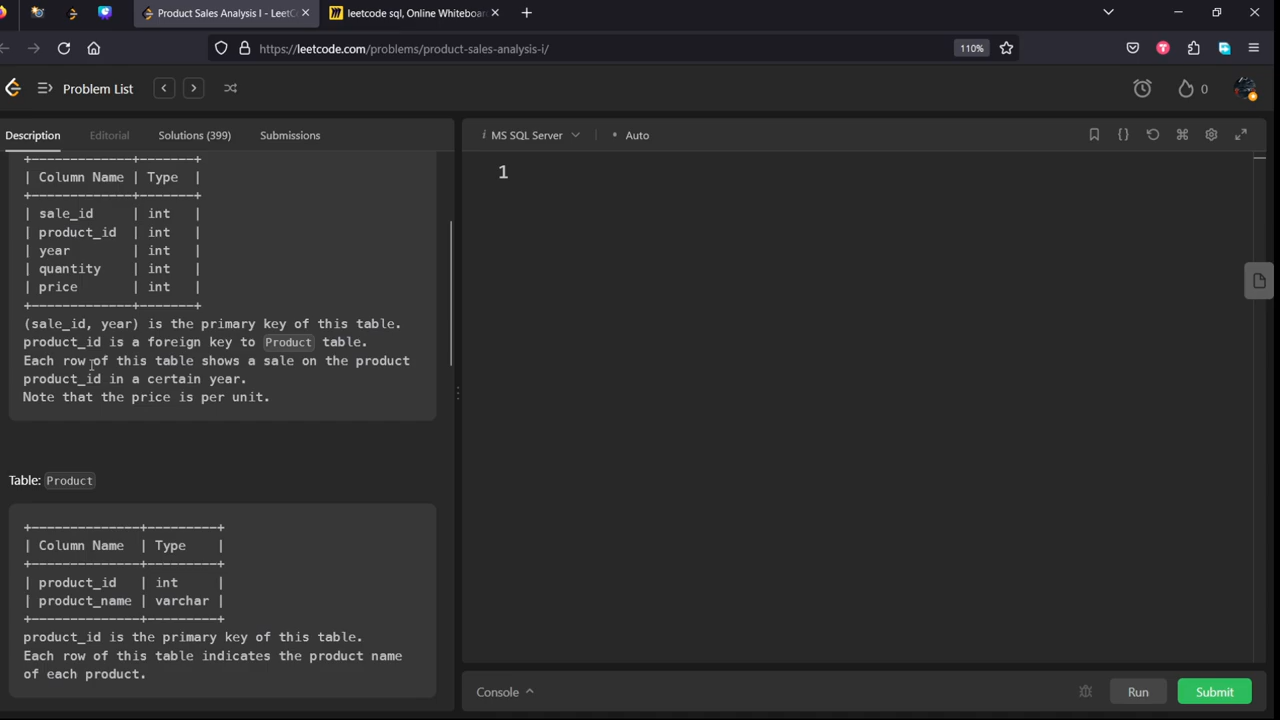 Product Sales Analysis I - LeetC
leetcode sql, Online Whiteboar
https://leetcode.com/problems/product-sales-analysis-i/
110%
Problem List
0
Description
Editorial
Solutions (399)
Submissions
MS SQL Server
Auto
+--------------+-------+
| Column Name | Type |
+--------------+-------+
| sale_id | int |
| product_id | int |
| year | int |
| quantity | int |
| price | int |
+--------------+-------+
(sale_id, year) is the primary key of this table.
product_id is a foreign key to Product table.
Each row of this table shows a sale on the product
product_id in a certain year.
Note that the price is per unit.
Table: Product
+--------------+---------+
| Column Name | Type |
+--------------+---------+
| product_id | int |
| product_name | varchar |
+--------------+---------+
product_id is the primary key of this table.
Each row of this table indicates the product name
of each product.
1
Console
Run
Submit